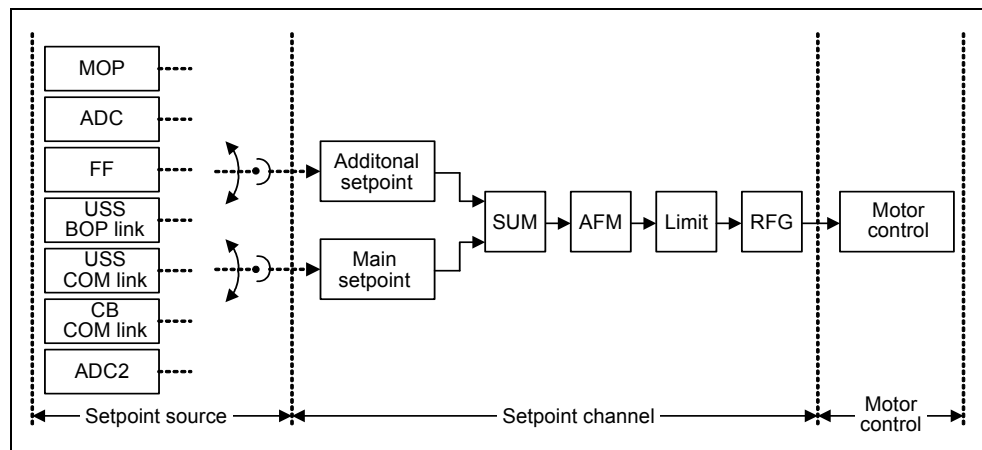 MOP
ADC
FF
USS
BOP link
USS
COM link
CB
COM link
ADC2
Additonal
setpoint
Main
setpoint
SUM
AFM
Limit
RFG
Motor
control
Setpoint source
Setpoint channel
Motor
control